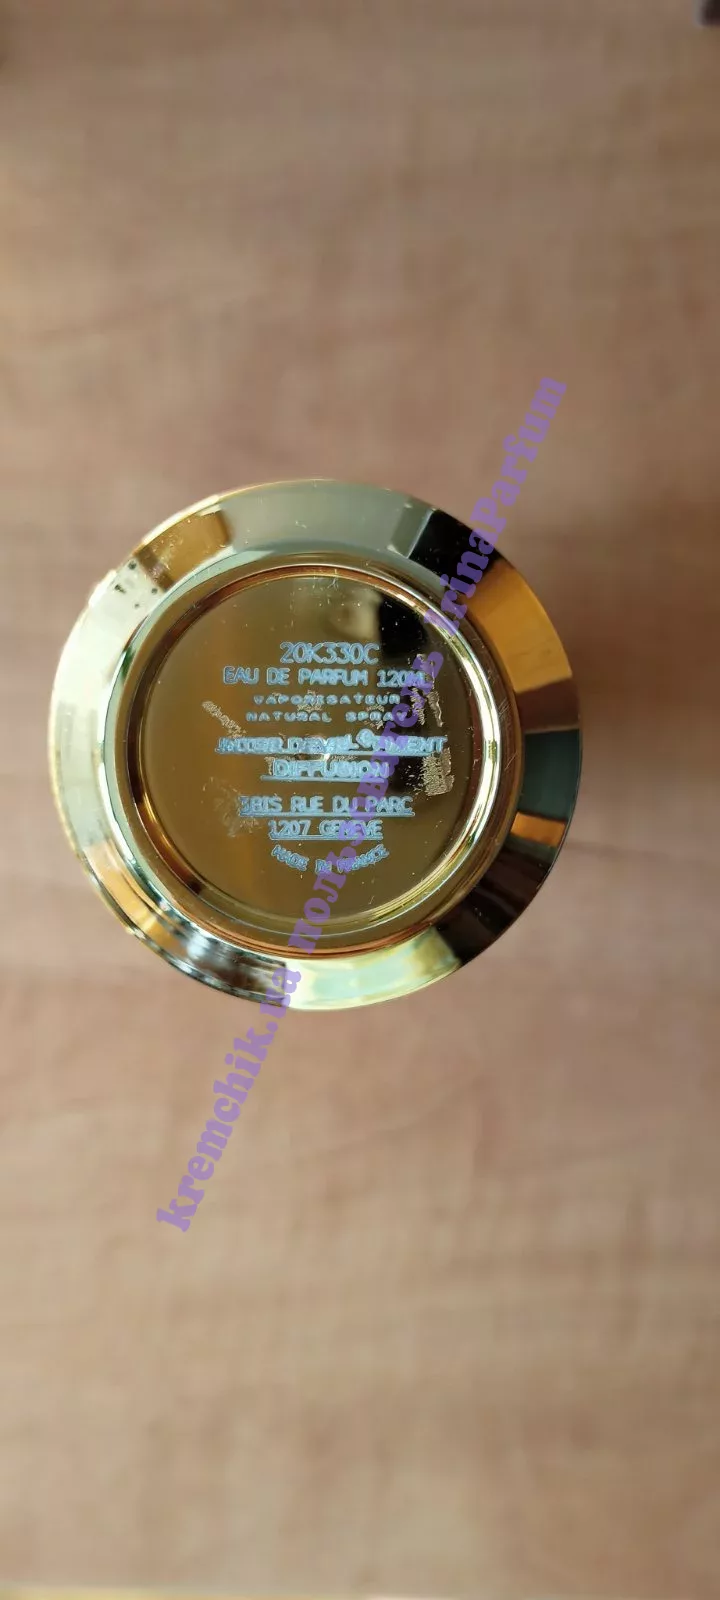 20K330C
EAU DE PARFUM 120ML
VAPORISATEUR
NATURAL SPRAY
DIFFUSION
3BIS RUE DU PARC
1207 GENEVE
MADE IN FRANCE
kremchik.ua пользователь IrinaParfum